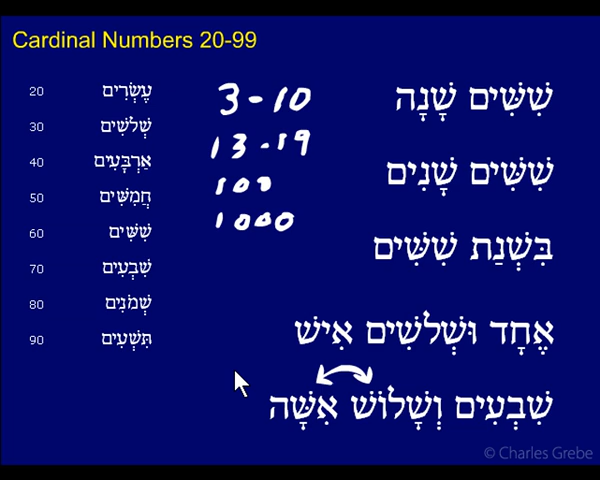 Cardinal Numbers 20-99
20 עֶשְׂרִים
30 שְׁלֹשִׁים
40 אַרְבָּעִים
50 חֲמִשִּׁים
60 שִׁשִּׁים
70 שִׁבְעִים
80 שְׁמֹנִים
90 תִּשְׁעִים
3-10
13-19
100
1000
שִׁשִּׁים שָׁנָה
שִׁשִּׁים שָׁנִים
בִּשְׁנַת שִׁשִּׁים
אֶחָד וּשְׁלֹשִׁים אִישׁ
שִׁבְעִים וְשָׁלוֹשׁ אִשָּׁה
© Charles Grebe